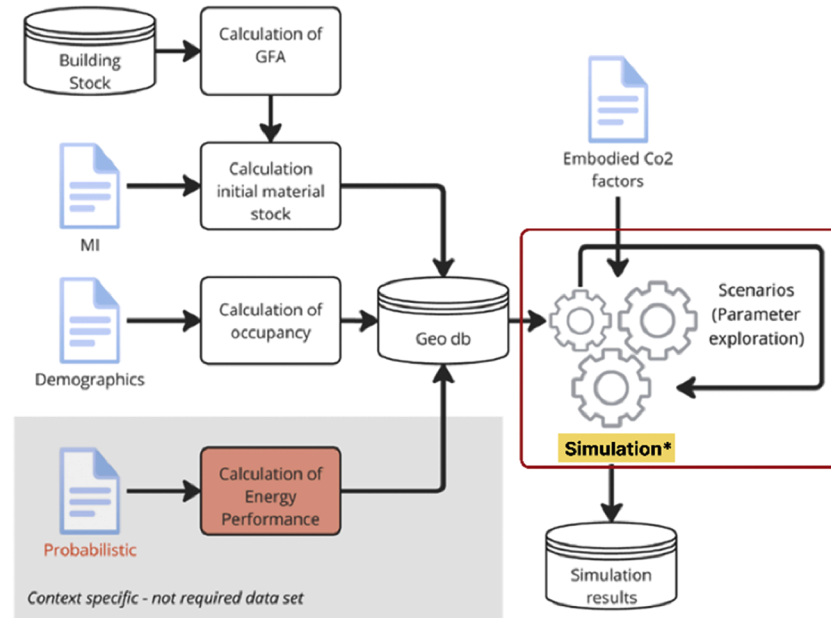 Building
Stock
Calculation of
GFA
Embodied Co2
factors
MI
Calculation
initial material
stock
Demographics
Calculation of
occupancy
Geo db
Scenarios
(Parameter
exploration)
Simulation*
Probabilistic
Calculation of
Energy
Performance
Context specific - not required data set
Simulation
results